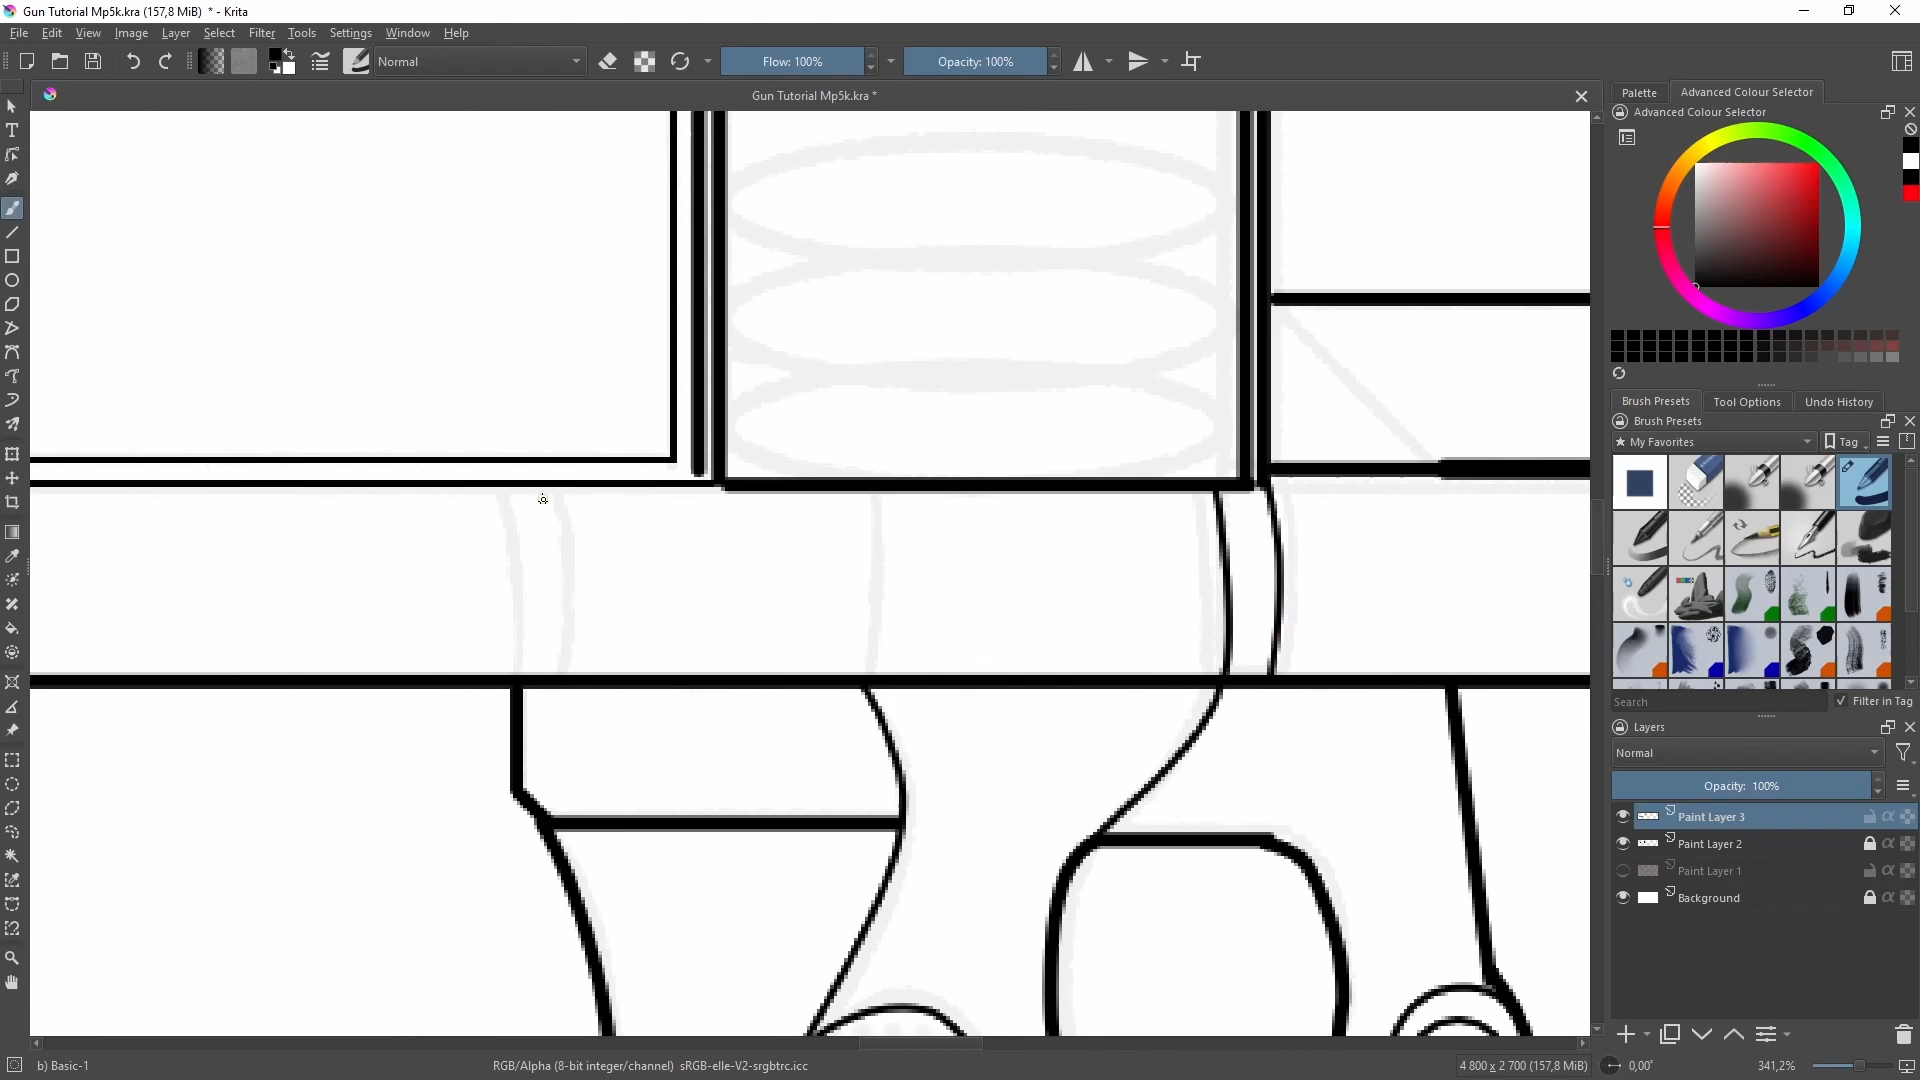 Gun Tutorial Mp5k.kra (157,8 MiB) * - Krita
File Edit View Image Layer Select Filter Tools Settings Window Help
Normal
Flow: 100%
Opacity: 100%
Gun Tutorial Mp5k.kra *
Palette
Advanced Colour Selector
Advanced Colour Selector
Brush Presets
Tool Options
Undo History
Brush Presets
My Favorites
Tag
Search
Filter in Tag
Layers
Normal
Opacity: 100%
Paint Layer 3
Paint Layer 2
Paint Layer 1
Background
b) Basic-1
RGB/Alpha (8-bit integer/channel) sRGB-elle-V2-srgbtrc.icc
4 800 x 2 700 (157,8 MiB)
0,00°
341,2%